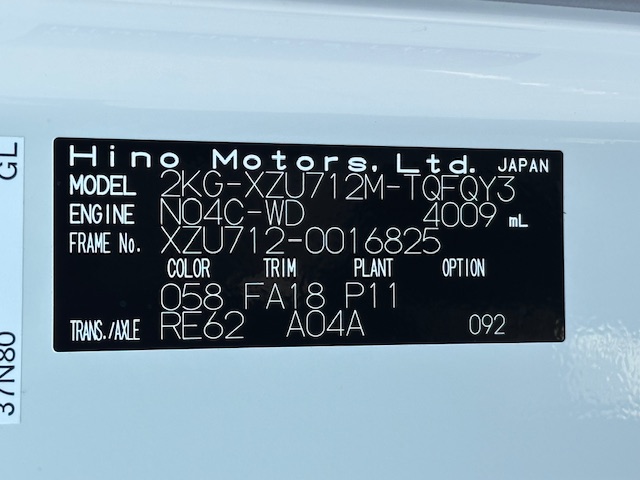 Hino Motors, Ltd. JAPAN
MODEL 2KG-XZU712M-TQFQY3
ENGINE N04C-WD 4009 mL
FRAME No. XZU712-0016825
COLOR TRIM PLANT OPTION
058 FA18 P11
TRANS./AXLE RE62 A04A 092
37N80 GL